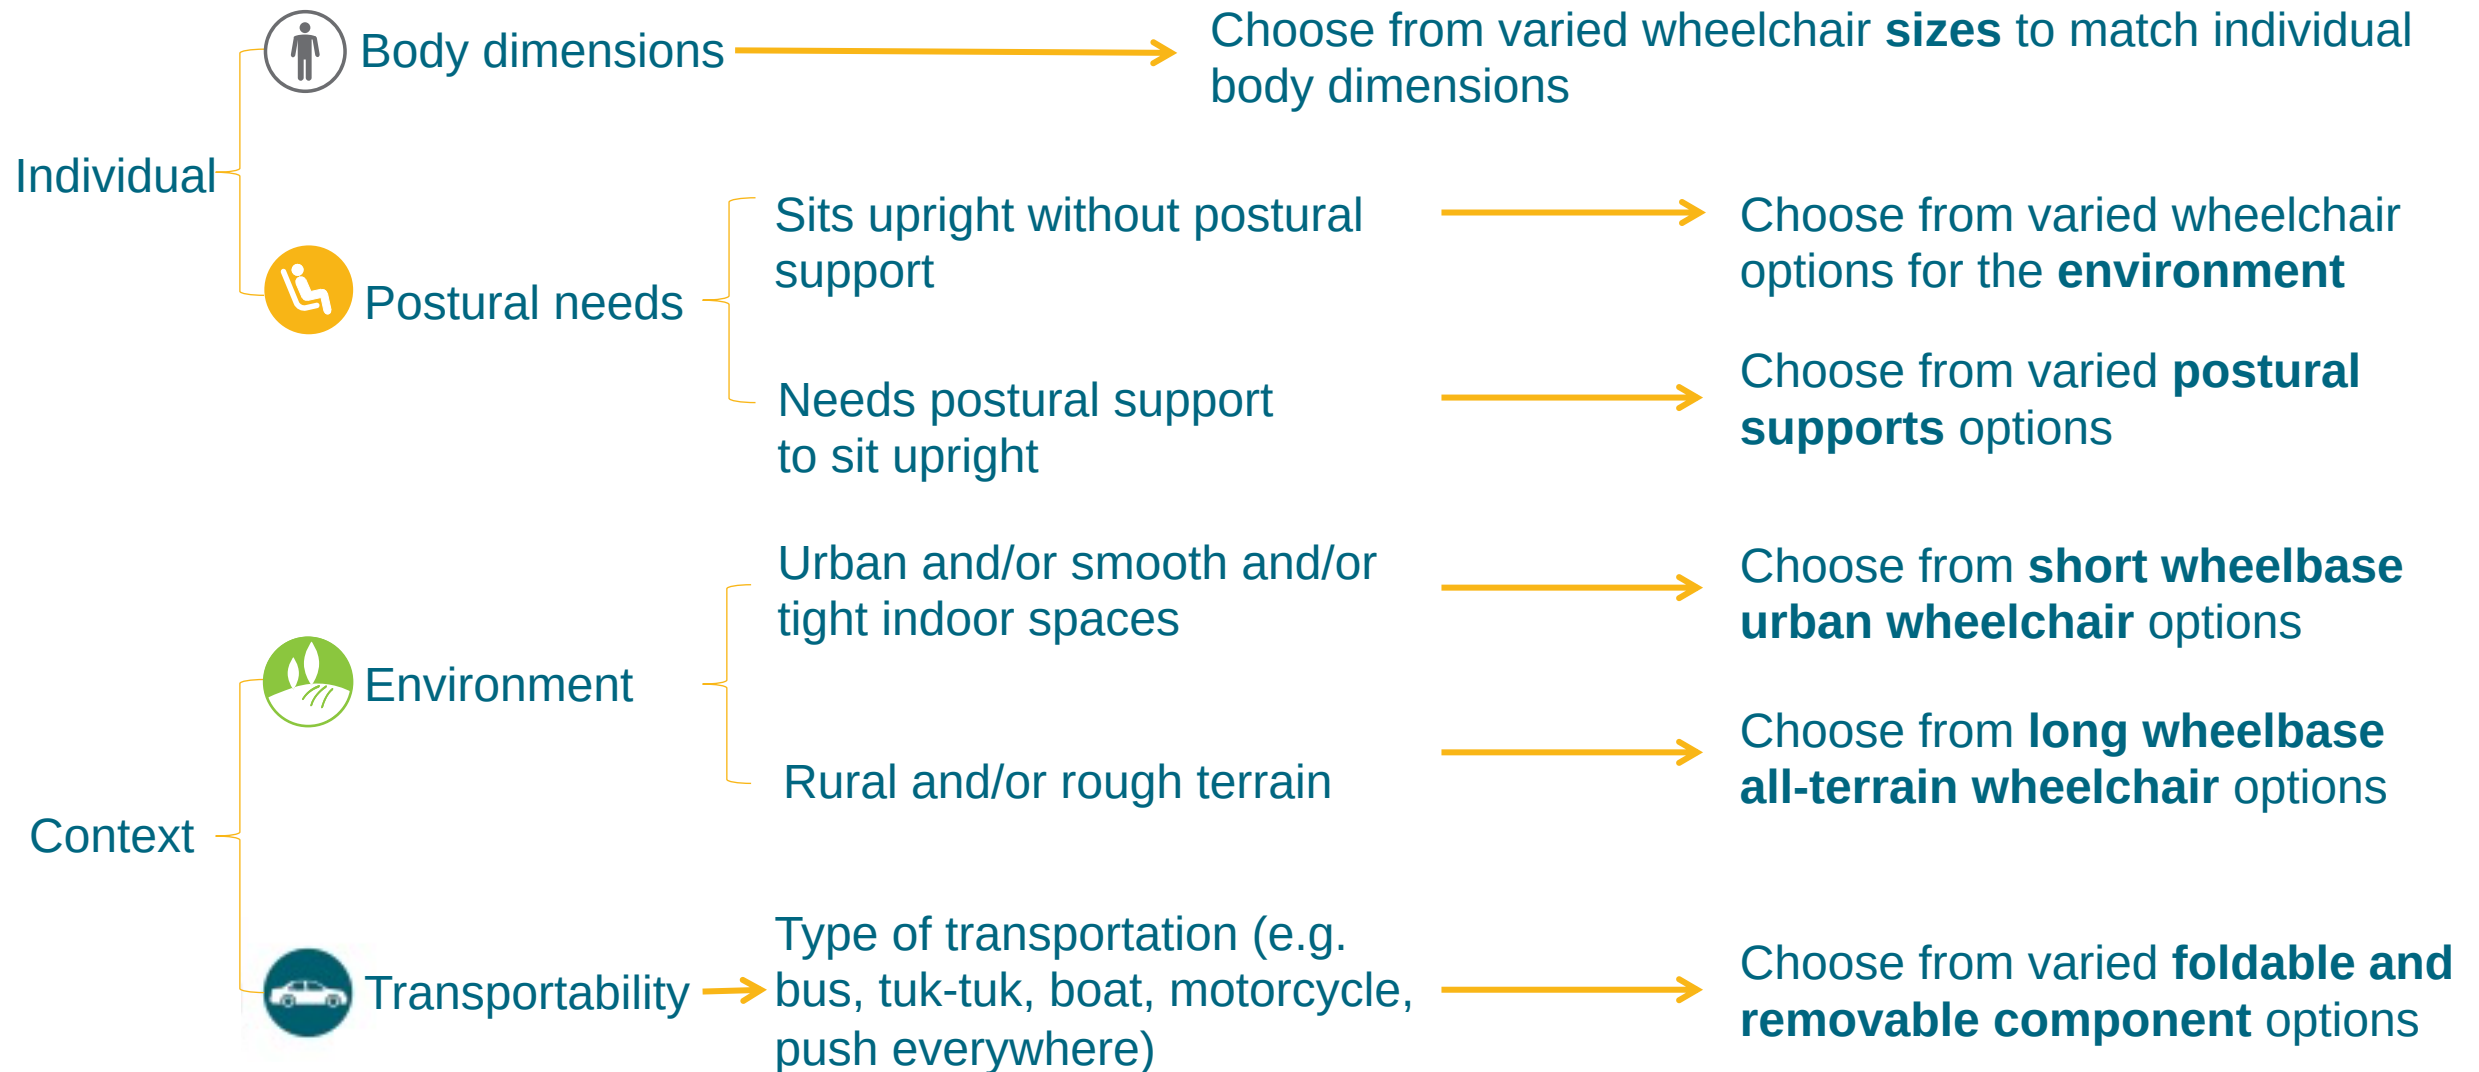 Individual
Body dimensions
Choose from varied wheelchair sizes to match individual
body dimensions
Postural needs
Sits upright without postural
support
Choose from varied wheelchair
options for the environment
Needs postural support
to sit upright
Choose from varied postural
supports options
Context
Environment
Urban and/or smooth and/or
tight indoor spaces
Choose from short wheelbase
urban wheelchair options
Rural and/or rough terrain
Choose from long wheelbase
all-terrain wheelchair options
Transportability
Type of transportation (e.g.
bus, tuk-tuk, boat, motorcycle,
push everywhere)
Choose from varied foldable and
removable component options